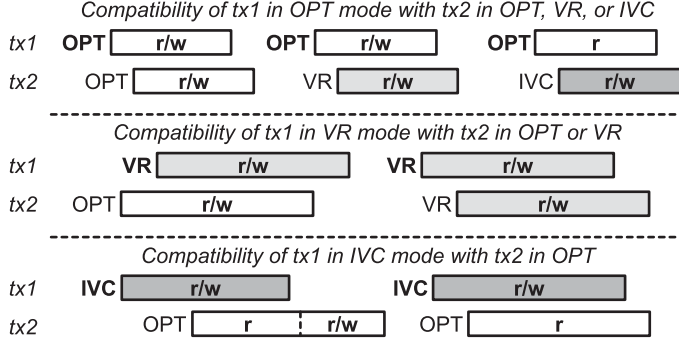 Compatibility of tx1 in OPT mode with tx2 in OPT, VR, or IVC
tx1 OPT r/w OPT r/w OPT r
tx2 OPT r/w VR r/w IVC r/w
Compatibility of tx1 in VR mode with tx2 in OPT or VR
tx1 VR r/w VR r/w
tx2 OPT r/w VR r/w
Compatibility of tx1 in IVC mode with tx2 in OPT
tx1 IVC r/w IVC r/w
tx2 OPT r r/w OPT r